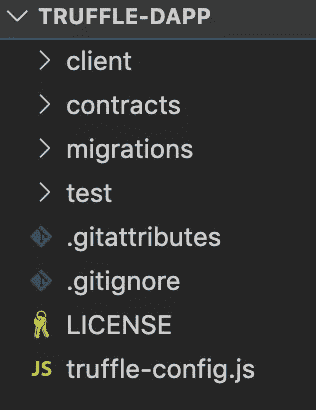 TRUFFLE-DAPP
client
contracts
migrations
test
.gitattributes
.gitignore
LICENSE
JS truffle-config.js